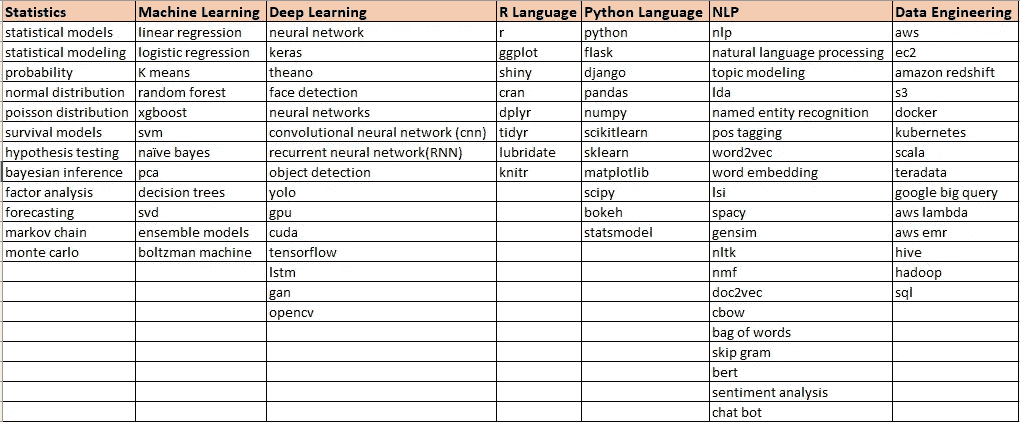 Statistics Machine Learning Deep Learning R Language Python Language NLP Data Engineering
statistical models linear regression neural network r python nlp aws
statistical modeling logistic regression keras ggplot flask natural language processing ec2
probability K means theano shiny django topic modeling amazon redshift
normal distribution random forest face detection cran pandas lda s3
poisson distribution xgboost neural networks dplyr numpy named entity recognition docker
survival models svm convolutional neural network (cnn) tidyr scikitlearn pos tagging kubernetes
hypothesis testing naïve bayes recurrent neural network(RNN) lubridate sklearn word2vec scala
bayesian inference pca object detection knitr matplotlib word embedding teradata
factor analysis decision trees yolo scipy lsi google big query
forecasting svd gpu bokeh spacy aws lambda
markov chain ensemble models cuda statsmodel gensim aws emr
monte carlo boltzman machine tensorflow nltk hive
lstm nmf hadoop
gan doc2vec sql
opencv cbow
bag of words
skip gram
bert
sentiment analysis
chat bot